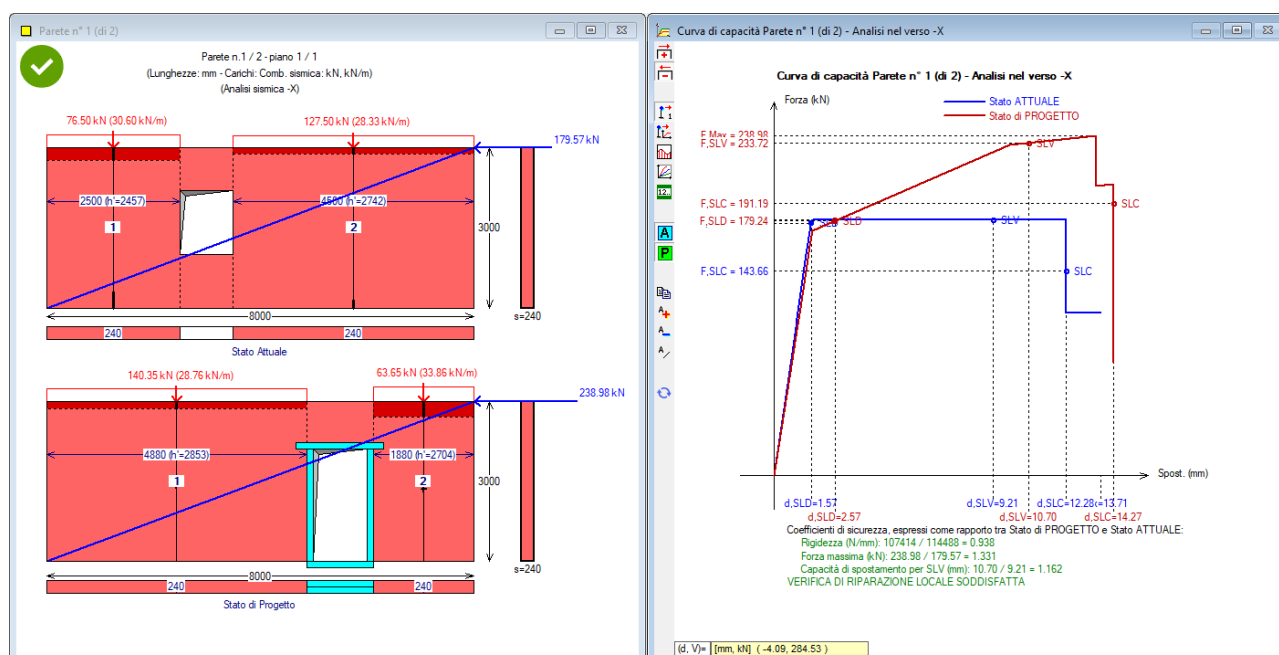 Parete n° 1 (di 2)
Parete n.1 / 2 - piano 1 / 1
(Lunghezze: mm - Carichi: Comb. sismica: kN, kN/m)
(Analisi sismica -X)
76.50 kN (30.60 kN/m)
127.50 kN (28.33 kN/m)
179.57 kN
2500 (h'=2457)
4500 (h'=2742)
1
2
3000
8000
s=240
240
240
Stato Attuale
140.35 kN (28.76 kN/m)
63.65 kN (33.86 kN/m)
238.98 kN
4880 (h'=2853)
1880 (h'=2704)
1
2
3000
8000
s=240
240
240
Stato di Progetto
Curva di capacità Parete n° 1 (di 2) - Analisi nel verso -X
Curva di capacità Parete n° 1 (di 2) - Analisi nel verso -X
Forza (kN)
Stato ATTUALE
Stato di PROGETTO
F,Max = 238.98
F,SLV = 233.72
SLV
F,SLC = 191.19
SLC
F,SLD = 179.24
SLD
SLD
SLV
F,SLC = 143.66
SLC
Spost. (mm)
d,SLD=1.57
d,SLV=9.21
d,SLC=12.28
=13.71
d,SLD=2.57
d,SLV=10.70
d,SLC=14.27
Coefficienti di sicurezza, espressi come rapporto tra Stato di PROGETTO e Stato ATTUALE:
Rigidezza (N/mm): 107414 / 114488 = 0.938
Forza massima (kN): 238.98 / 179.57 = 1.331
Capacità di spostamento per SLV (mm): 10.70 / 9.21 = 1.162
VERIFICA DI RIPARAZIONE LOCALE SODDISFATTA
A
P
(d, V)= [mm, kN] ( -4.09, 284.53 )